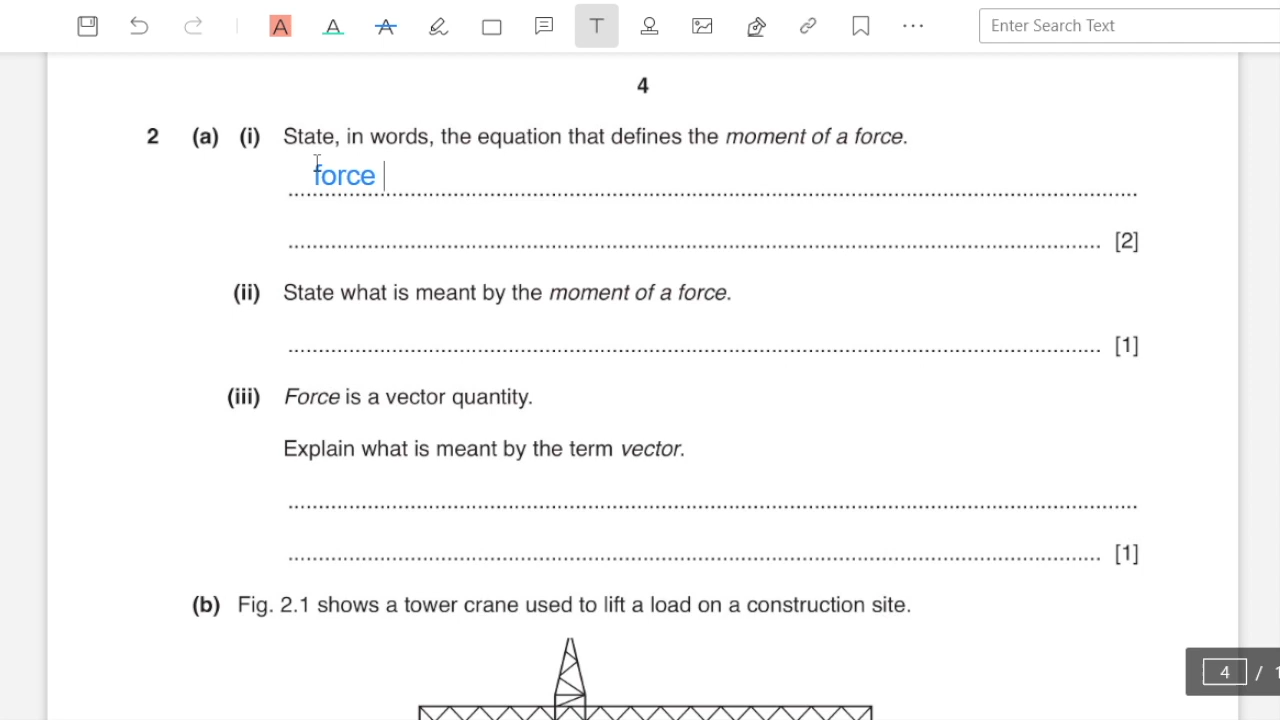 A A A T ... Enter Search Text
4
2 (a) (i) State, in words, the equation that defines the moment of a force.
force
[2]
(ii) State what is meant by the moment of a force.
[1]
(iii) Force is a vector quantity.
Explain what is meant by the term vector.
[1]
(b) Fig. 2.1 shows a tower crane used to lift a load on a construction site.
4 / 1